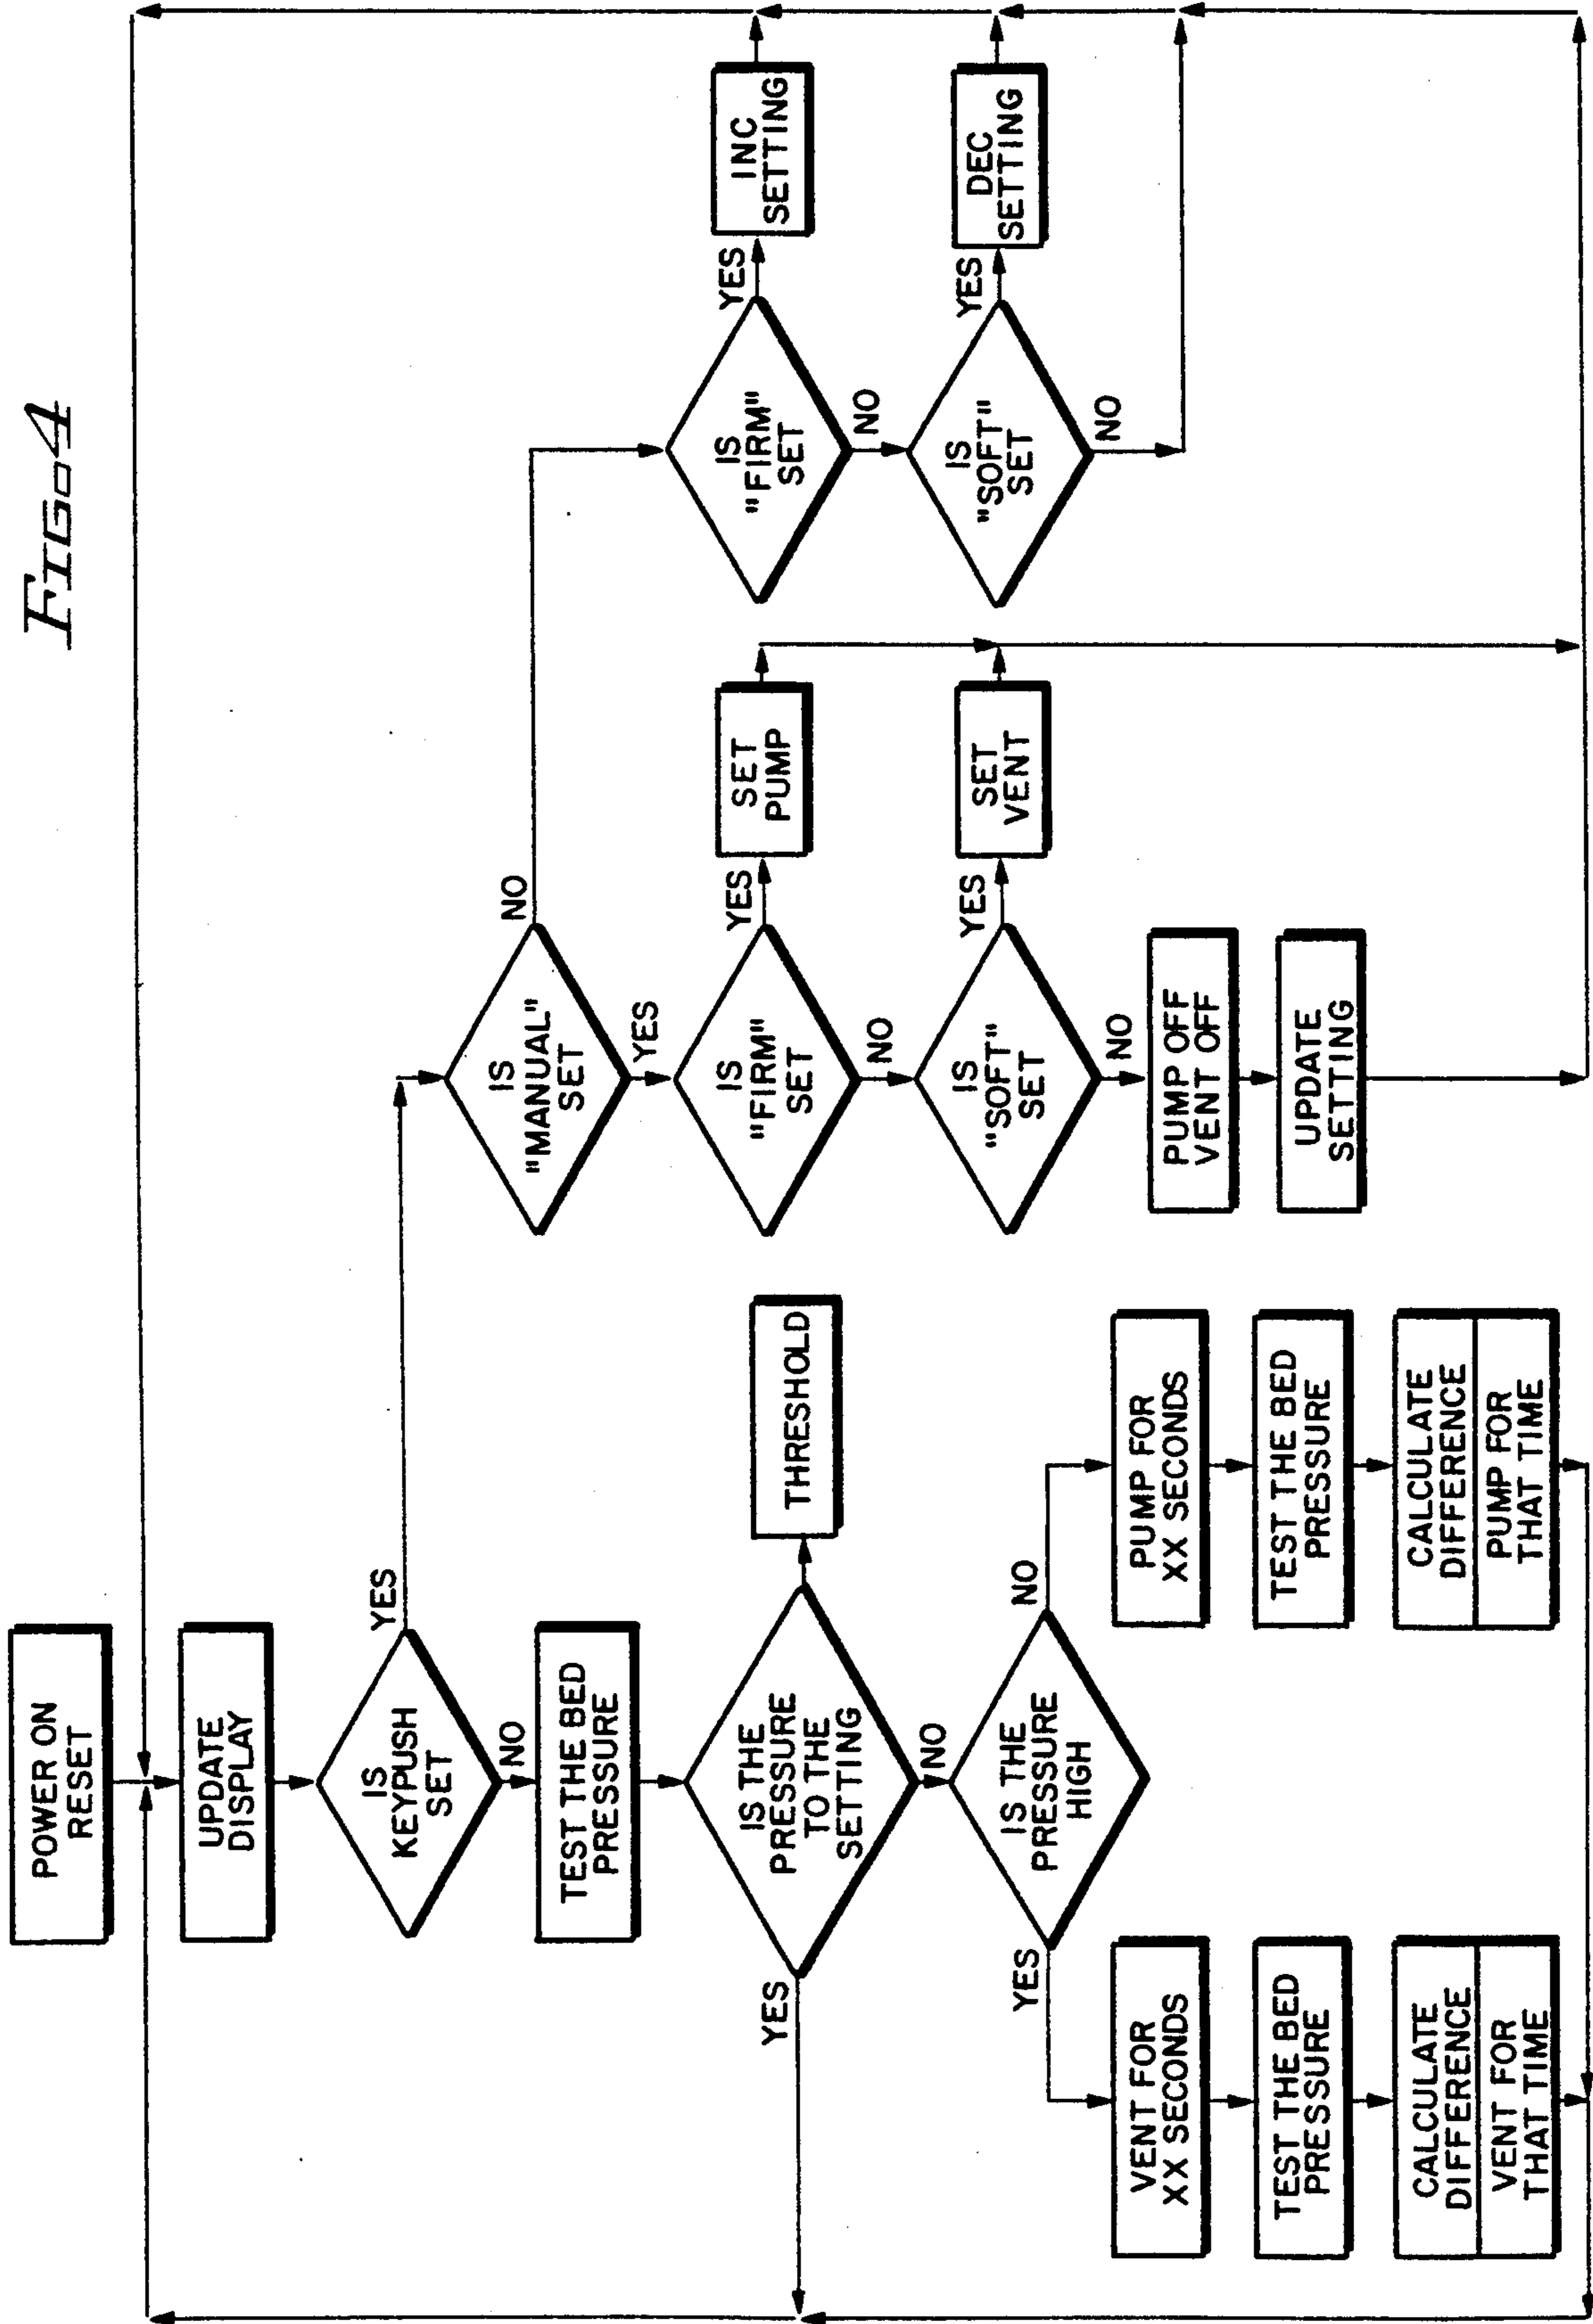 FIG. 4
POWER ON
RESET
UPDATE
DISPLAY
IS
KEYPUSH
SET
YES
NO
TEST THE BED
PRESSURE
IS THE
PRESSURE
TO THE
SETTING
YES
THRESHOLD
NO
IS THE
PRESSURE
HIGH
YES
NO
VENT FOR
XX SECONDS
TEST THE BED
PRESSURE
CALCULATE
DIFFERENCE
VENT FOR
THAT TIME
PUMP FOR
XX SECONDS
TEST THE BED
PRESSURE
CALCULATE
DIFFERENCE
PUMP FOR
THAT TIME
IS
"MANUAL"
SET
NO
YES
IS
"FIRM"
SET
YES
SET
PUMP
NO
IS
"SOFT"
SET
YES
SET
VENT
NO
PUMP OFF
VENT OFF
UPDATE
SETTING
IS
"FIRM"
SET
YES
INC
SETTING
NO
IS
"SOFT"
SET
YES
DEC
SETTING
NO